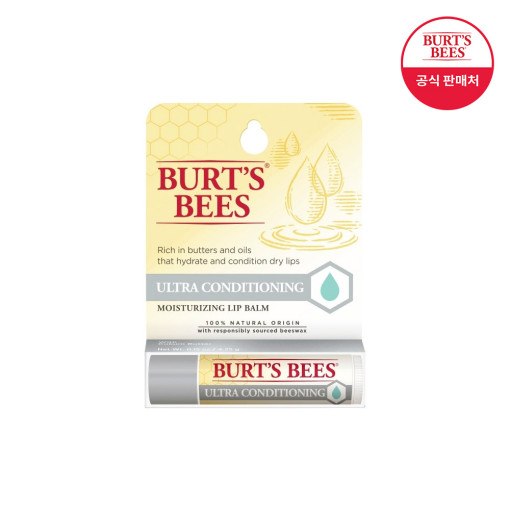 BURT'S
BEES
공식 판매처
BURT'S
BEES®
Rich in butters and oils
that hydrate and condition dry lips
ULTRA CONDITIONING
MOISTURIZING LIP BALM
100% NATURAL ORIGIN
with responsibly sourced beeswax
BURT'S BEES
ULTRA CONDITIONING